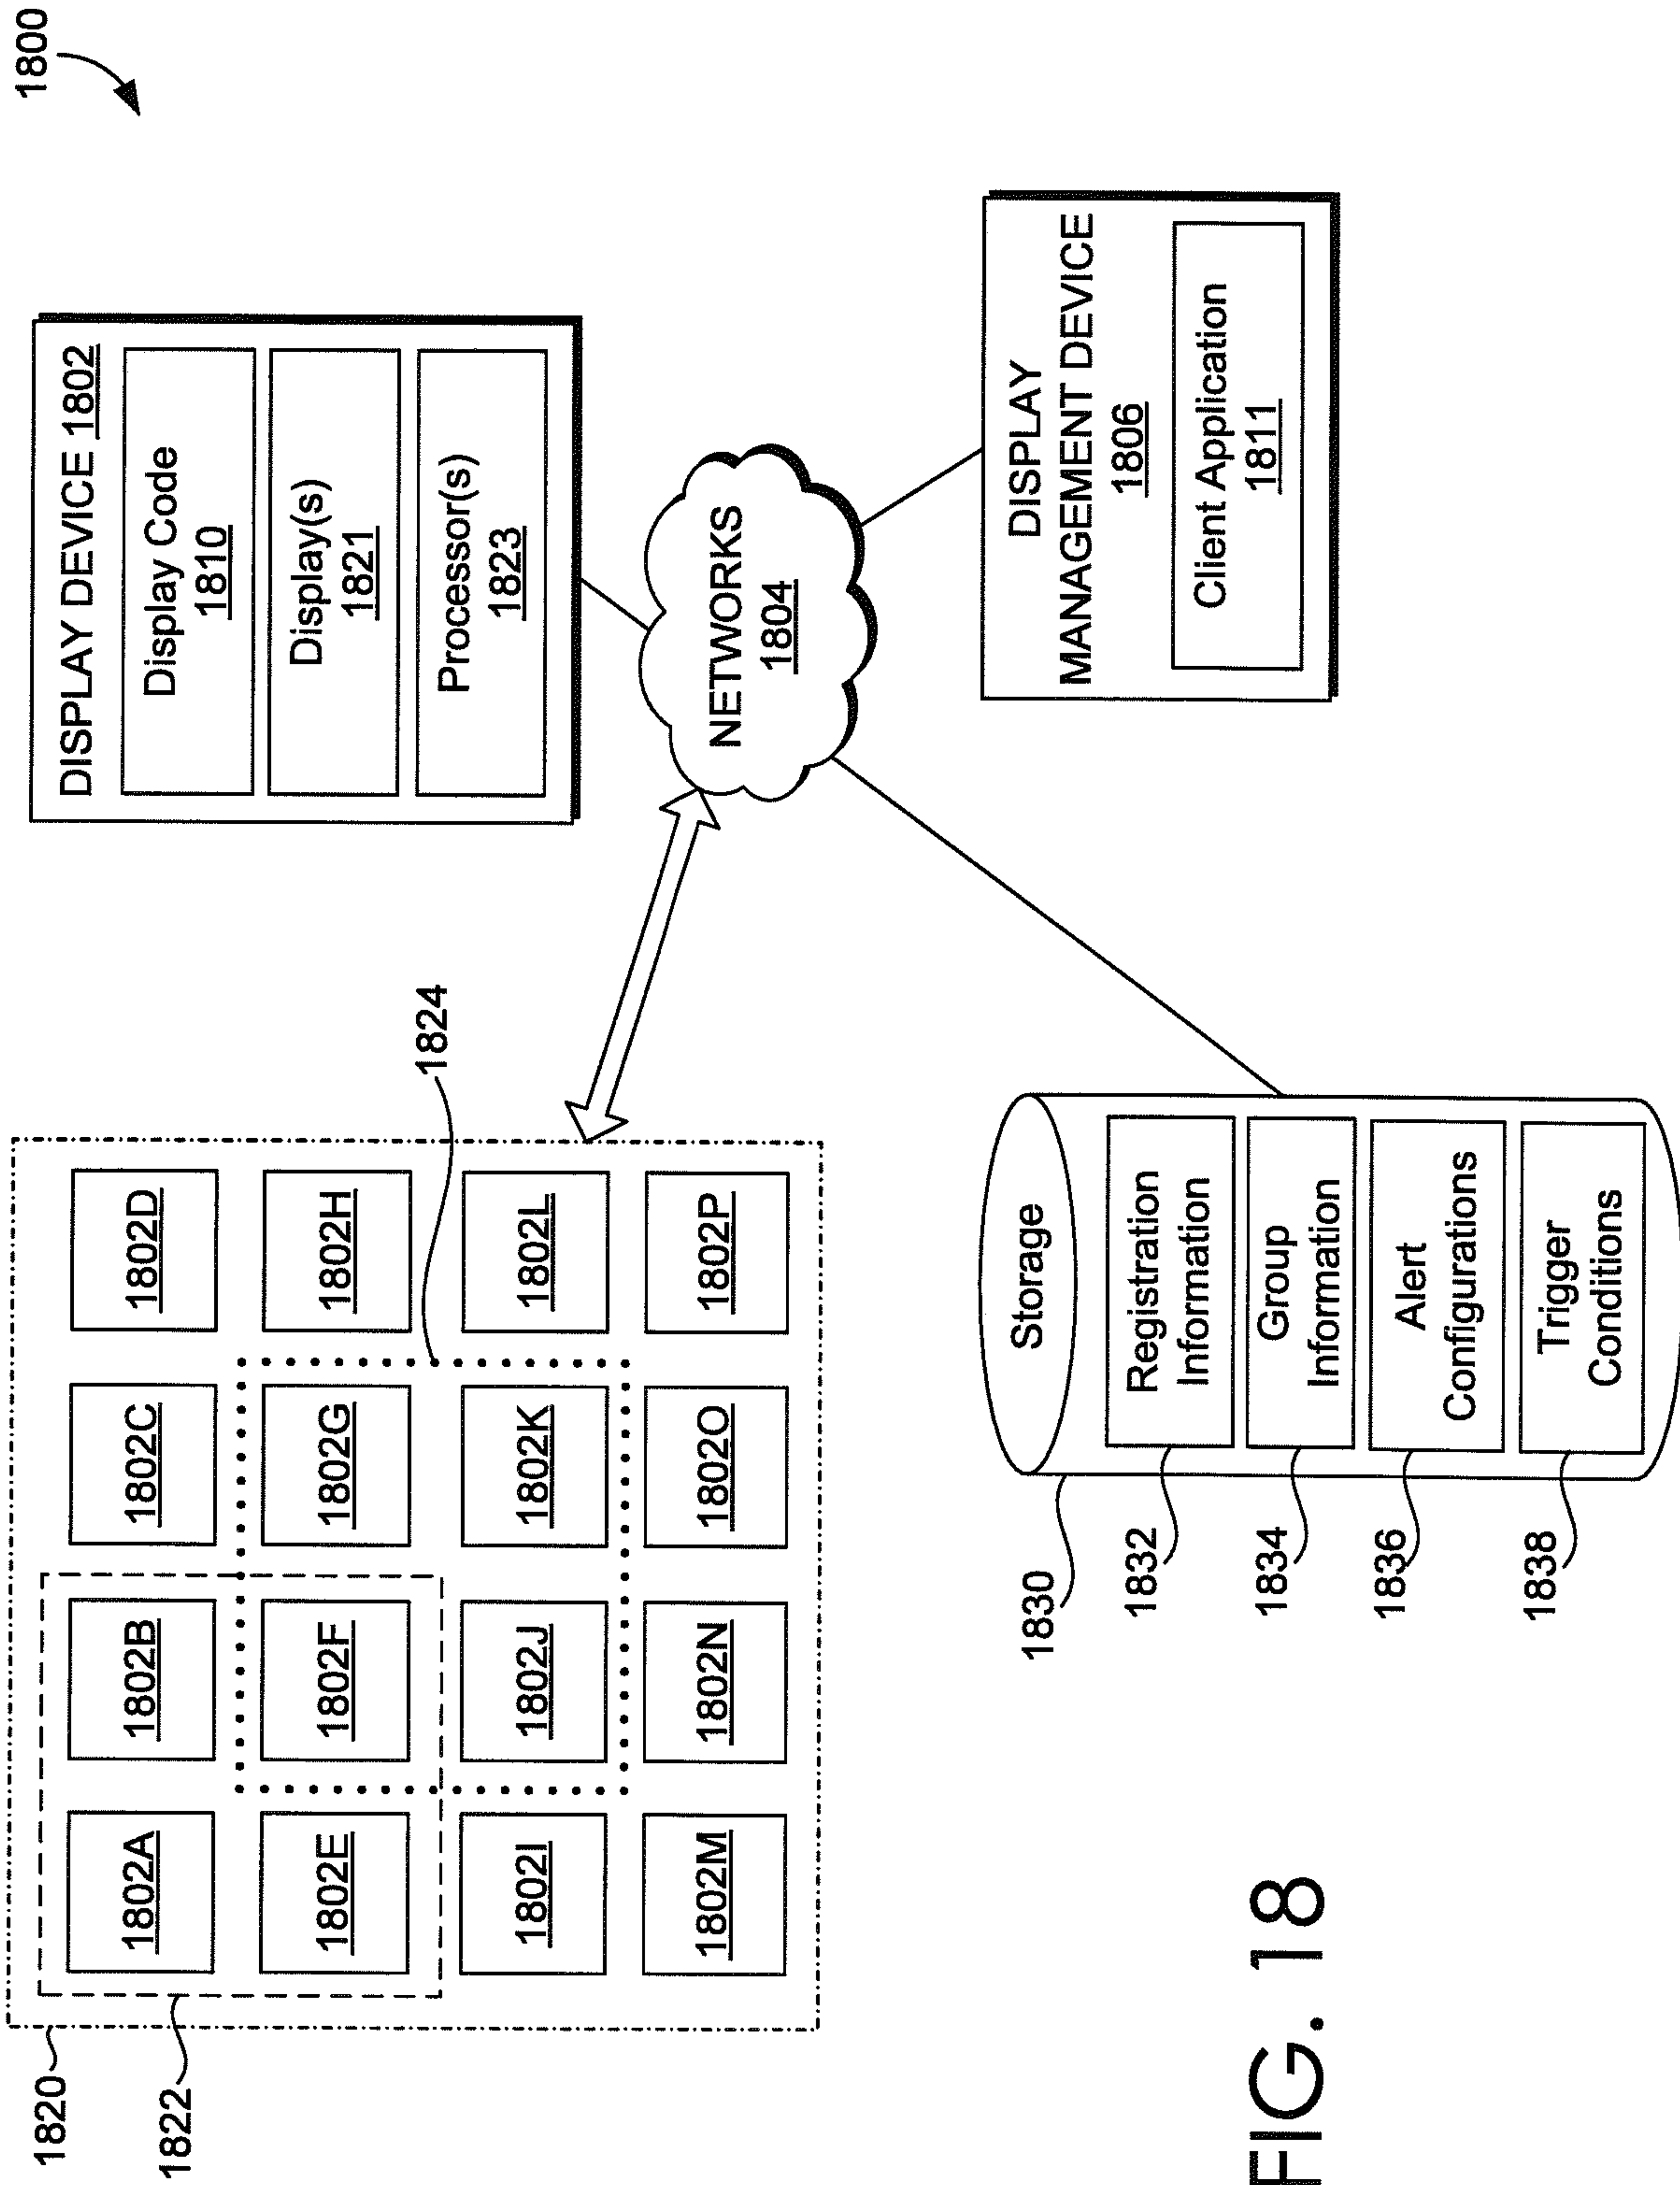 1800
1820
1822
1802A
1802B
1802C
1802D
1802E
1802F
1802G
1802H
1802I
1802J
1802K
1802L
1802M
1802N
1802O
1802P
1824
DISPLAY DEVICE 1802
Display Code
1810
Display(s)
1821
Processor(s)
1823
NETWORKS
1804
DISPLAY
MANAGEMENT DEVICE
1806
Client Application
1811
1830
Storage
1832
Registration
Information
1834
Group
Information
1836
Alert
Configurations
1838
Trigger
Conditions
FIG. 18